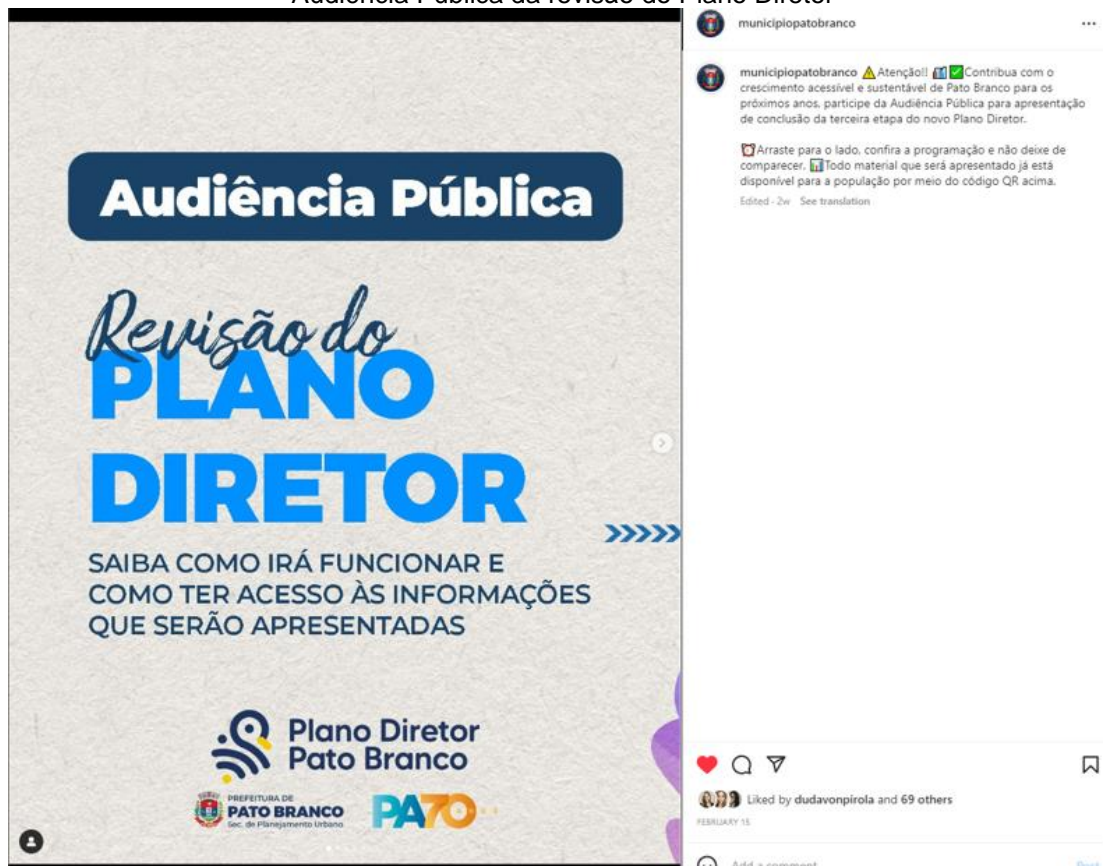 Audiência Pública da revisão do Plano Diretor
Audiência Pública
Revisão do
PLANO
DIRETOR
SAIBA COMO IRÁ FUNCIONAR E
COMO TER ACESSO ÀS INFORMAÇÕES
QUE SERÃO APRESENTADAS
Plano Diretor
Pato Branco
PREFEITURA DE
PATO BRANCO
Sec. de Planejamento Urbano
PA70
municipiopatobranco
municipiopatobranco ⚠️Atenção!! 🏙️✅Contribua com o
crescimento acessível e sustentável de Pato Branco para os
próximos anos, participe da Audiência Pública para apresentação
de conclusão da terceira etapa do novo Plano Diretor.
⏰Arraste para o lado, confira a programação e não deixe de
comparecer. 📊Todo material que será apresentado já está
disponível para a população por meio do código QR acima.
Edited · 2w See translation
Liked by dudavonpirola and 69 others
FEBRUARY 15
Add a comment... Post